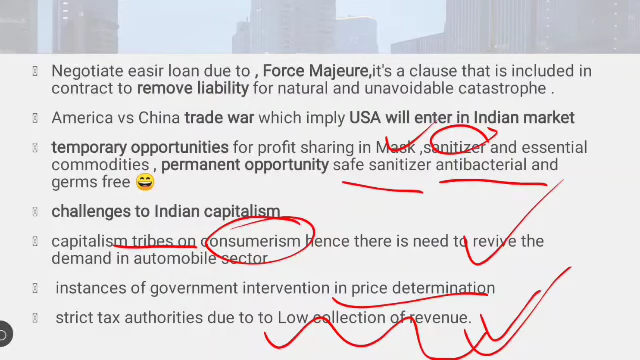 Negotiate easir loan due to , Force Majeure,it's a clause that is included in
contract to remove liability for natural and unavoidable catastrophe .
America vs China trade war which imply USA will enter in Indian market
temporary opportunities for profit sharing in Mask ,sanitizer and essential
commodities , permanent opportunity safe sanitizer antibacterial and
germs free 😄
challenges to Indian capitalism
capitalism tribes on consumerism hence there is need to revive the
demand in automobile sector
instances of government intervention in price determination
strict tax authorities due to to Low collection of revenue.